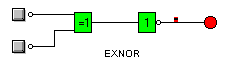 =1 1
EXNOR